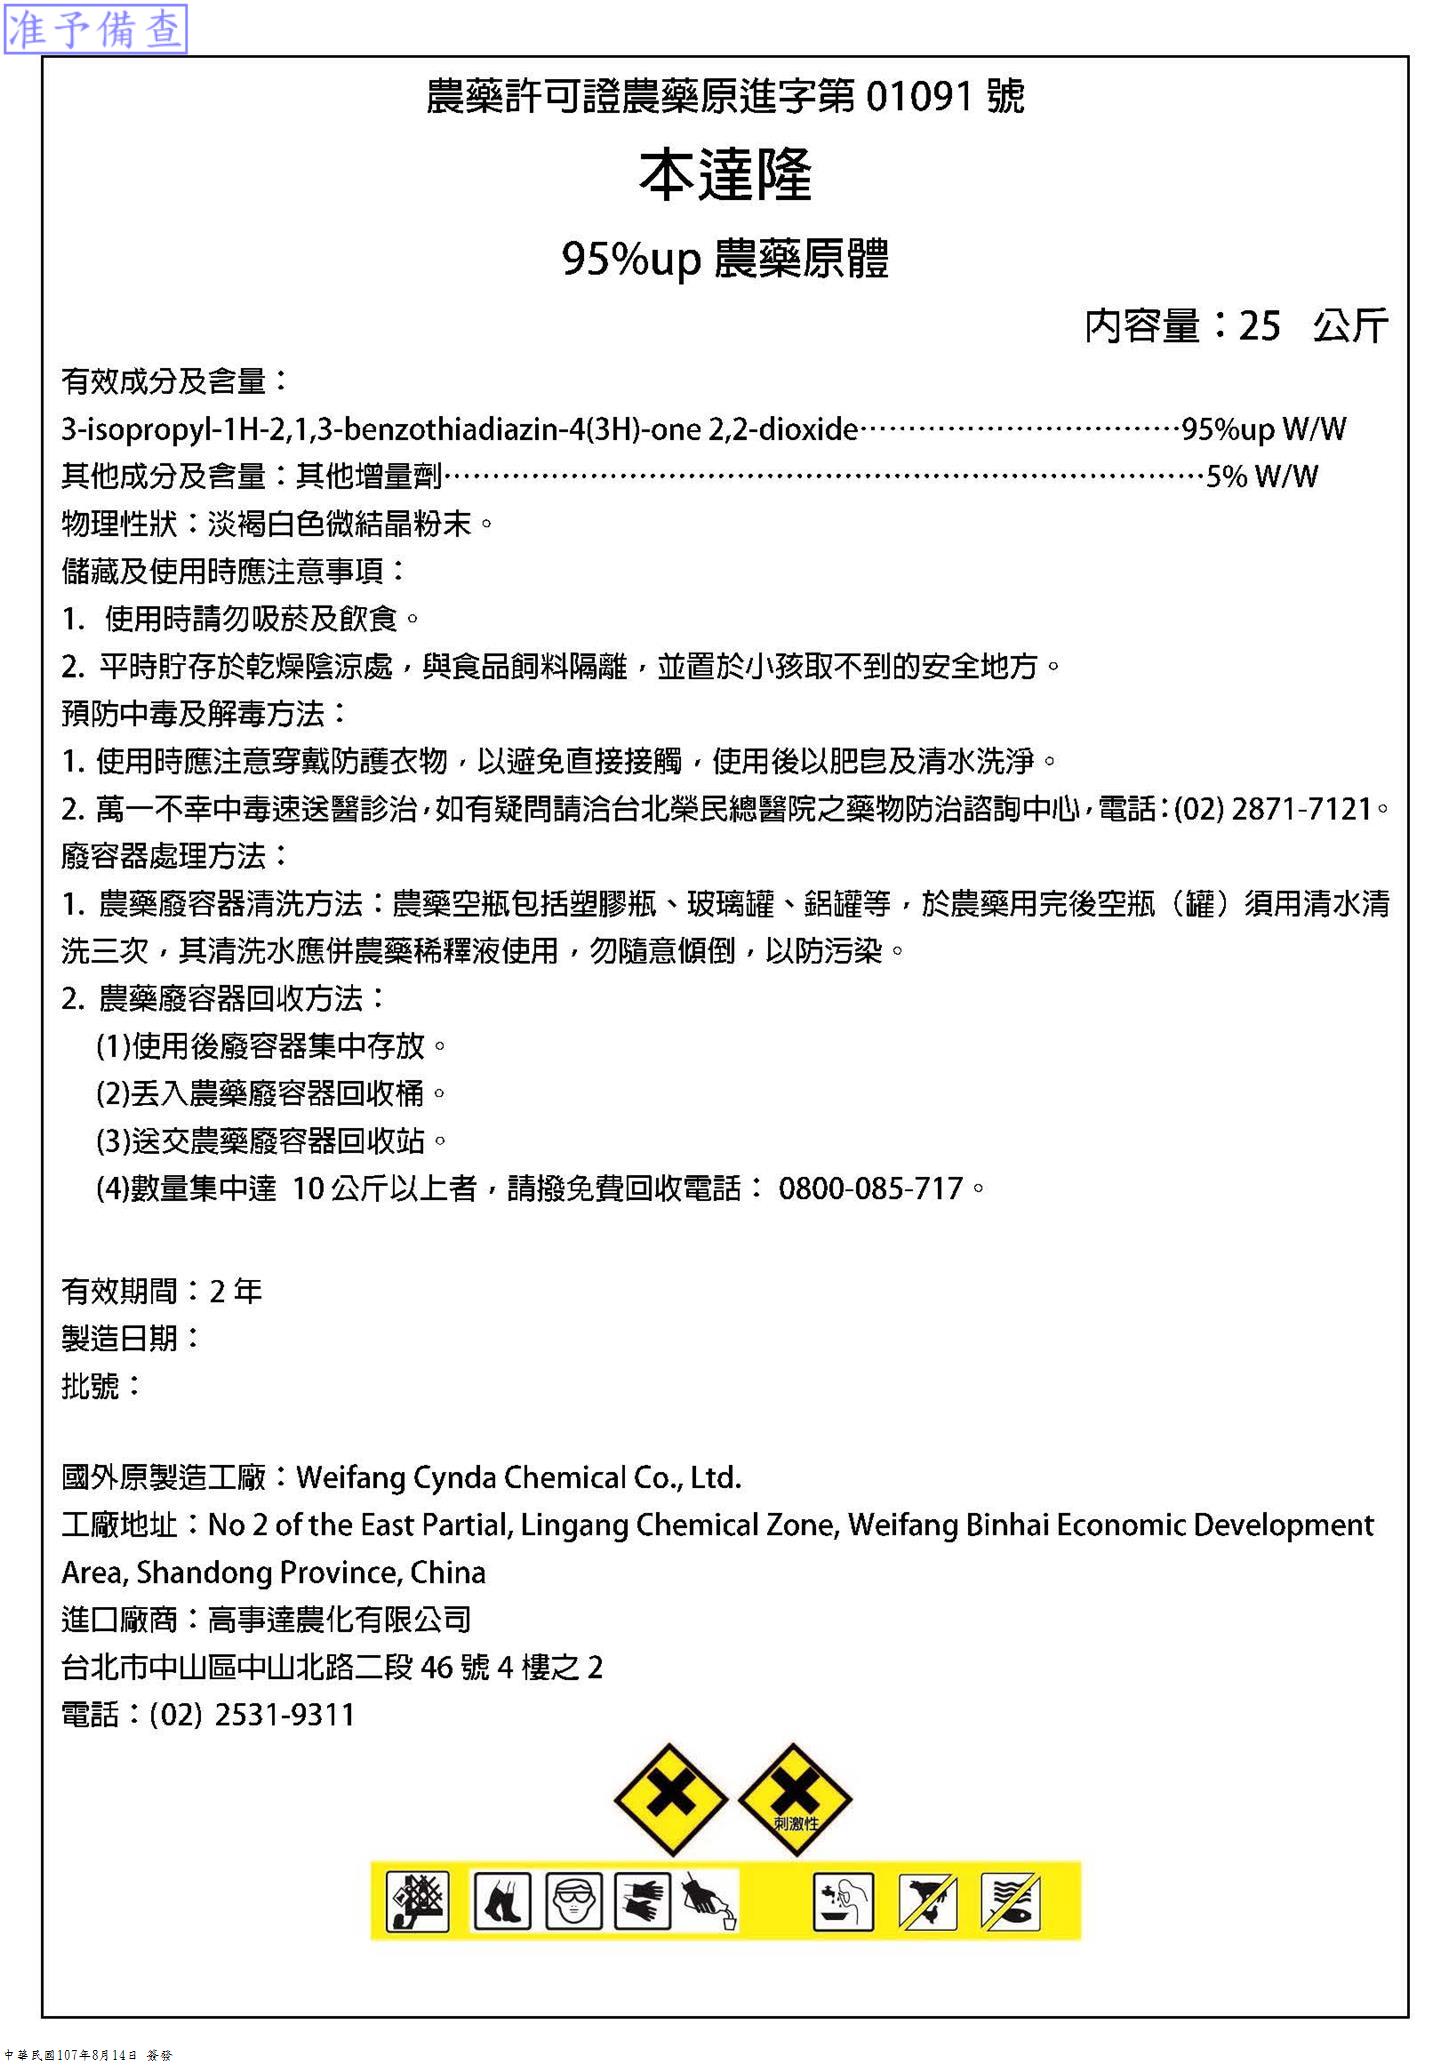 准予備查
農藥許可證農藥原進字第 01091 號
本達隆
95%up 農藥原體
內容量：25 公斤
有效成分及含量：
3-isopropyl-1H-2,1,3-benzothiadiazin-4(3H)-one 2,2-dioxide……………………………95%up W/W
其他成分及含量：其他增量劑……………………………………………………………………5% W/W
物理性狀：淡褐白色微結晶粉末。
儲藏及使用時應注意事項：
1. 使用時請勿吸菸及飲食。
2. 平時貯存於乾燥陰涼處，與食品飼料隔離，並置於小孩取不到的安全地方。
預防中毒及解毒方法：
1. 使用時應注意穿戴防護衣物，以避免直接接觸，使用後以肥皂及清水洗淨。
2. 萬一不幸中毒速送醫診治，如有疑問請洽台北榮民總醫院之藥物防治諮詢中心，電話：(02) 2871-7121。
廢容器處理方法：
1. 農藥廢容器清洗方法：農藥空瓶包括塑膠瓶、玻璃罐、鋁罐等，於農藥用完後空瓶（罐）須用清水清
洗三次，其清洗水應併農藥稀釋液使用，勿隨意傾倒，以防污染。
2. 農藥廢容器回收方法：
(1)使用後廢容器集中存放。
(2)丟入農藥廢容器回收桶。
(3)送交農藥廢容器回收站。
(4)數量集中達 10 公斤以上者，請撥免費回收電話： 0800-085-717。
有效期間：2 年
製造日期：
批號：
國外原製造工廠：Weifang Cynda Chemical Co., Ltd.
工廠地址：No 2 of the East Partial, Lingang Chemical Zone, Weifang Binhai Economic Development
Area, Shandong Province, China
進口廠商：高事達農化有限公司
台北市中山區中山北路二段 46 號 4 樓之 2
電話：(02) 2531-9311
刺激性
中華民國107年8月14日 簽發